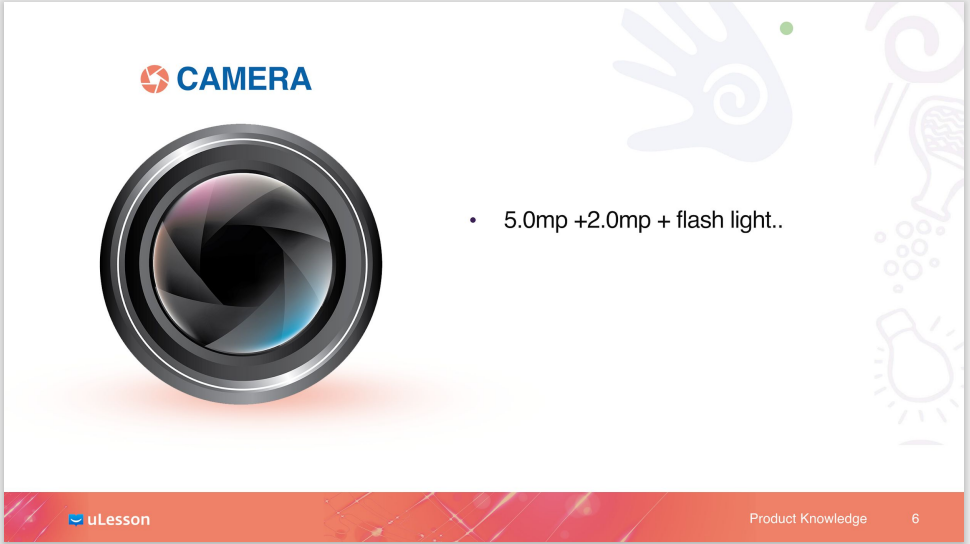 CAMERA
• 5.0mp +2.0mp + flash light..
uLesson
Product Knowledge 6